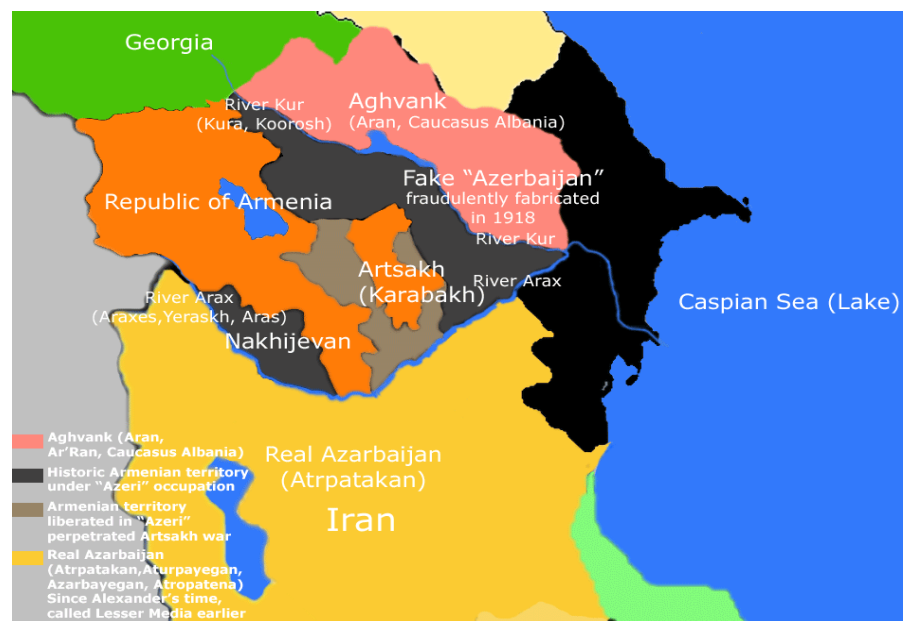 Georgia
River Kur
(Kura, Koorosh)
Aghvank
(Aran, Caucasus Albania)
Fake “Azerbaijan”
fraudulently fabricated
in 1918
Republic of Armenia
River Kur
Artsakh
(Karabakh)
River Arax
River Arax
(Araxes,Yeraskh, Aras)
Nakhijevan
Caspian Sea (Lake)
Real Azarbaijan
(Atrpatakan)
Iran
Aghvank (Aran,
Ar’Ran, Caucasus Albania)
Historic Armenian territory
under “Azeri” occupation
Armenian territory
liberated in “Azeri”
perpetrated Artsakh war
Real Azarbaijan
(Atrpatakan,Aturpayegan,
Azarbayegan, Atropatena)
Since Alexander’s time,
called Lesser Media earlier